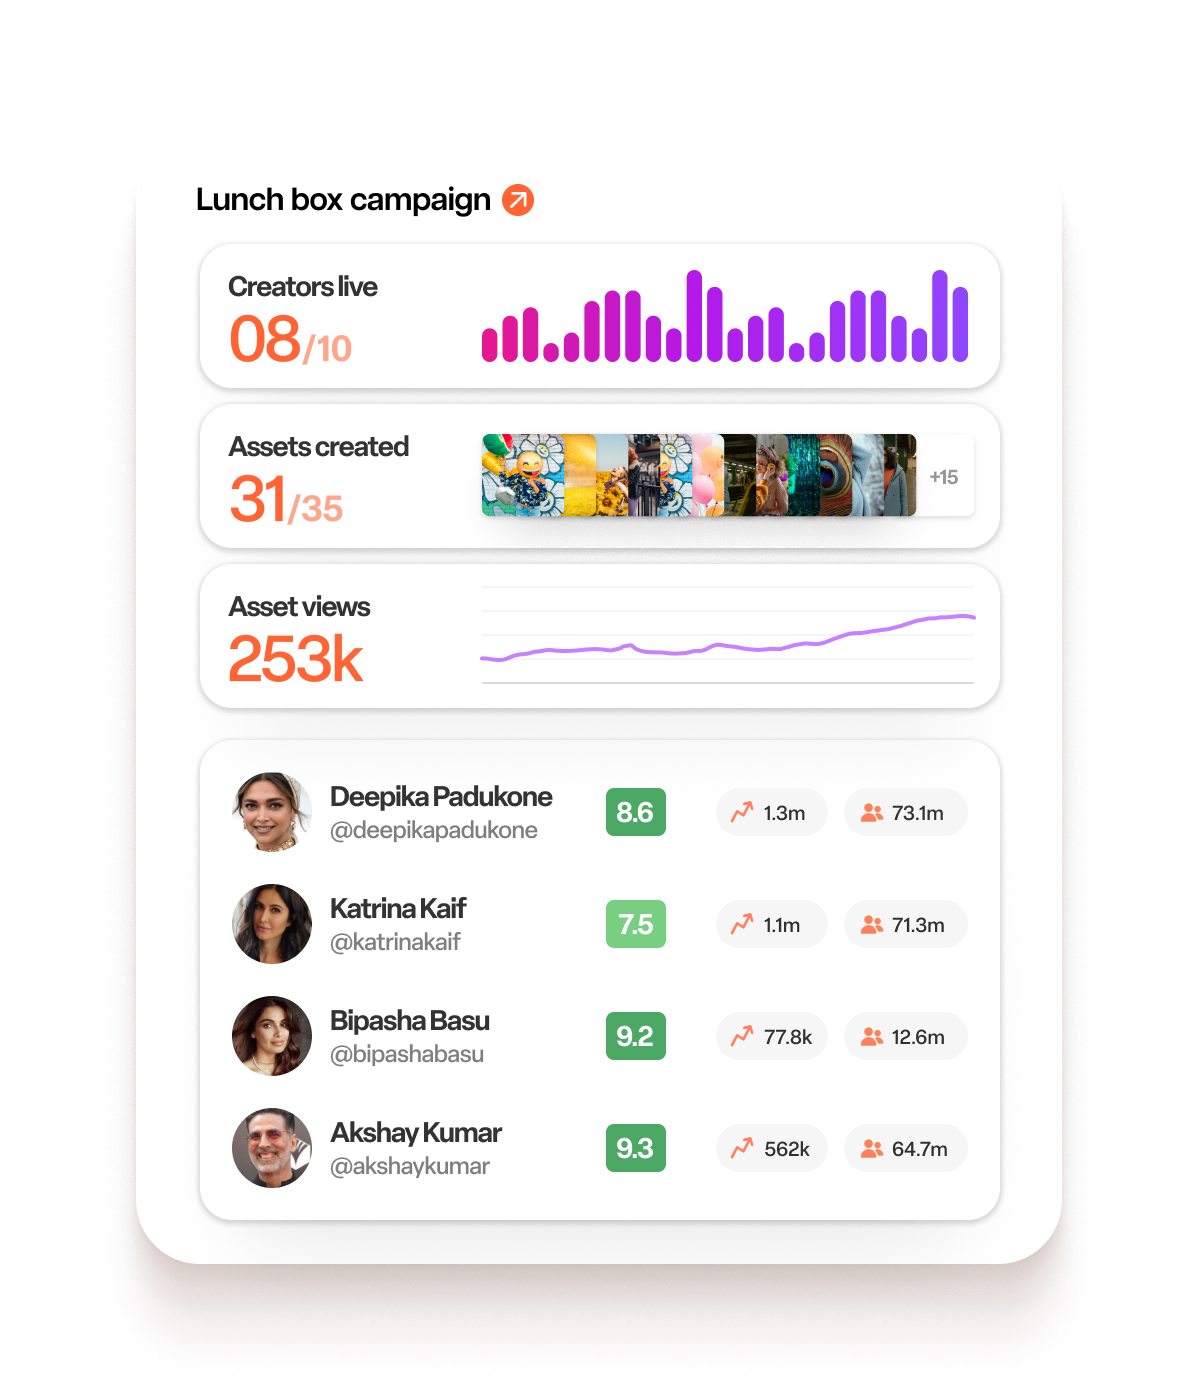 Lunch box campaign
Creators live
08/10
Assets created
31/35
+15
Asset views
253k
Deepika Padukone
@deepikapadukone
8.6
1.3m
73.1m
Katrina Kaif
@katrinakaif
7.5
1.1m
71.3m
Bipasha Basu
@bipashabasu
9.2
77.8k
12.6m
Akshay Kumar
@akshaykumar
9.3
562k
64.7m